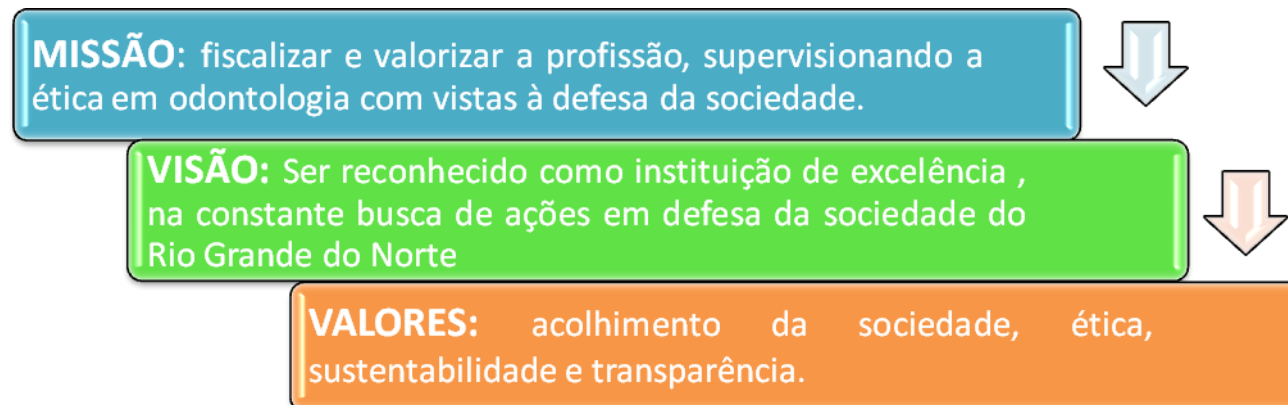 MISSÃO: fiscalizar e valorizar a profissão, supervisionando a
ética em odontologia com vistas à defesa da sociedade.
VISÃO: Ser reconhecido como instituição de excelência ,
na constante busca de ações em defesa da sociedade do
Rio Grande do Norte
VALORES: acolhimento da sociedade, ética,
sustentabilidade e transparência.